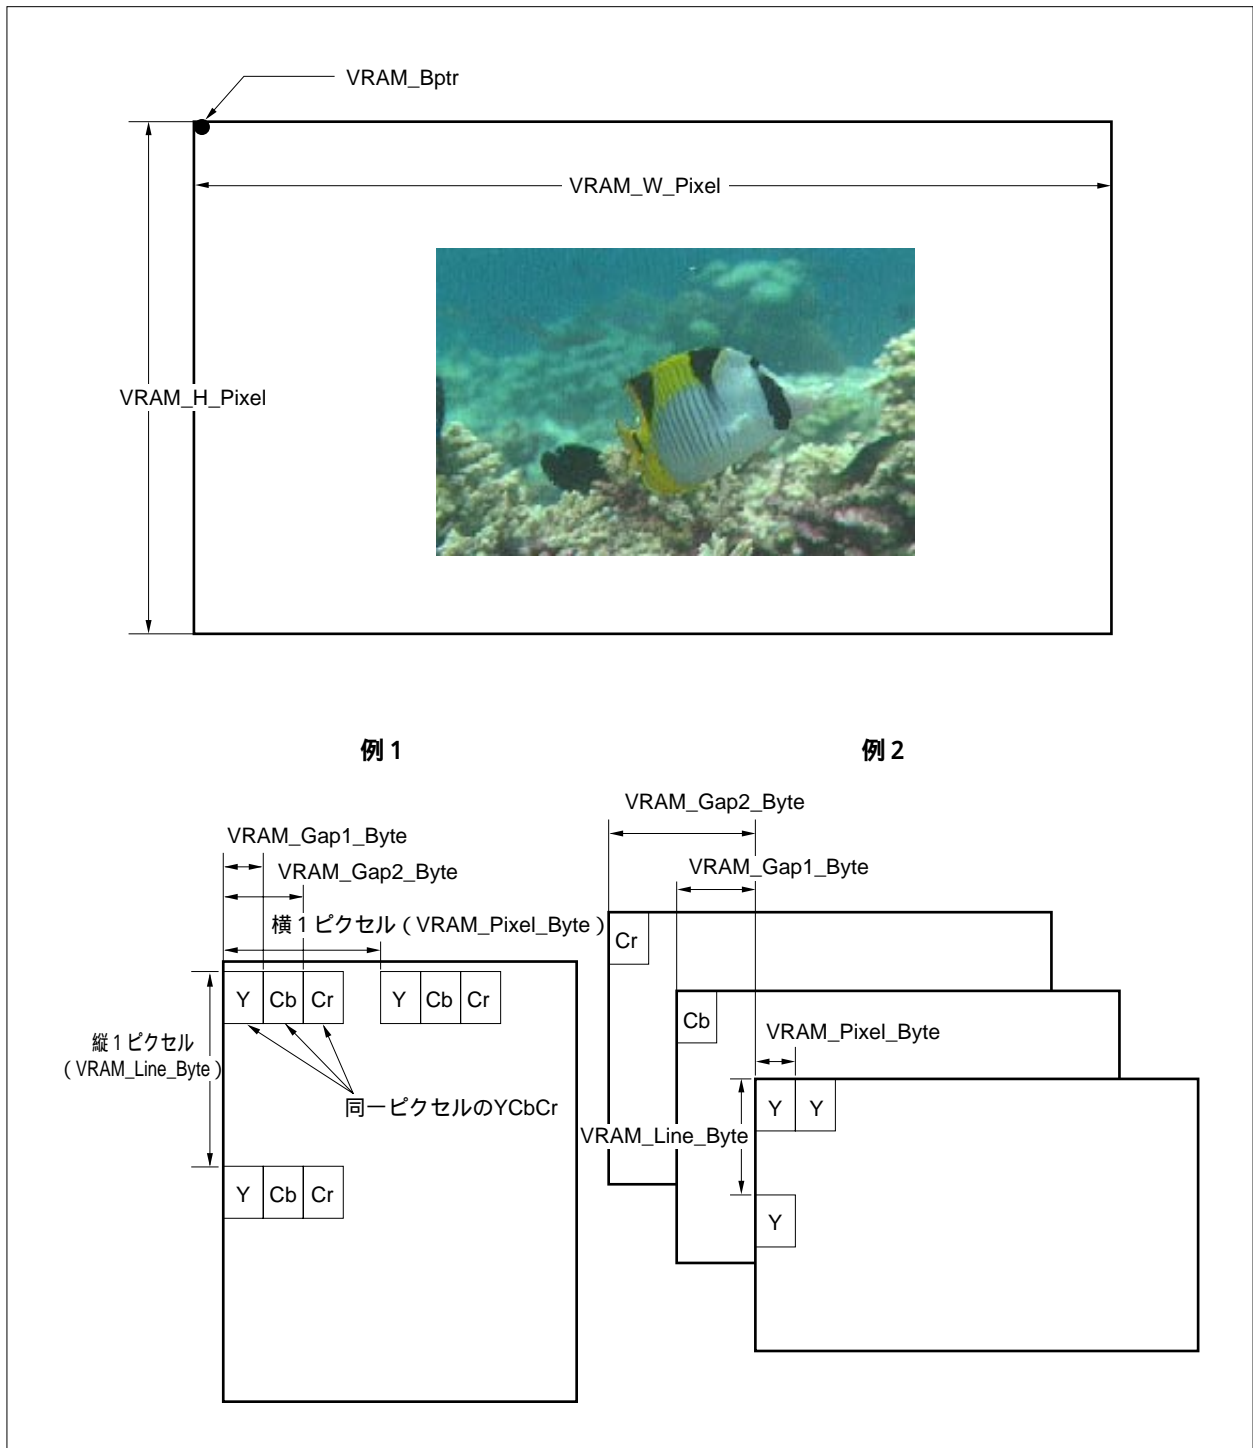 VRAM_Bptr
VRAM_W_Pixel
VRAM_H_Pixel
例 1
VRAM_Gap1_Byte
VRAM_Gap2_Byte
横 1 ピクセル ( VRAM_Pixel_Byte )
Y Cb Cr Y Cb Cr
縦 1 ピクセル
( VRAM_Line_Byte )
同一ピクセルのYCbCr
Y Cb Cr
例 2
VRAM_Gap2_Byte
VRAM_Gap1_Byte
Cr
Cb
VRAM_Pixel_Byte
Y Y
VRAM_Line_Byte
Y